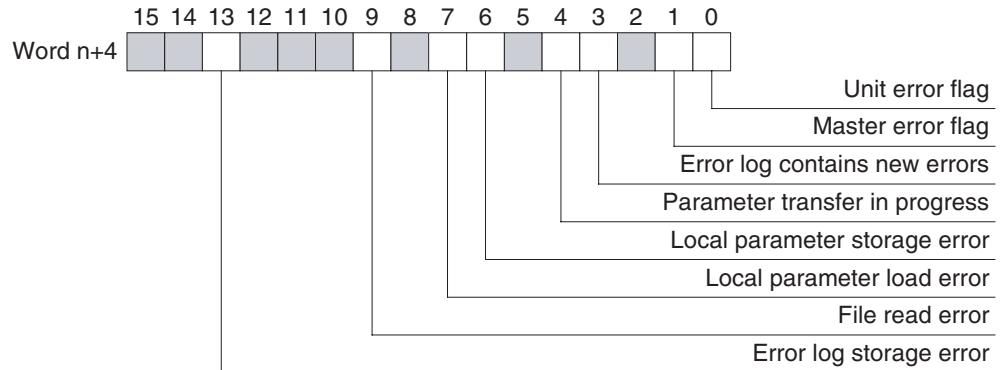 15 14 13 12 11 10 9 8 7 6 5 4 3 2 1 0
Word n+4
Unit error flag
Master error flag
Error log contains new errors
Parameter transfer in progress
Local parameter storage error
Local parameter load error
File read error
Error log storage error